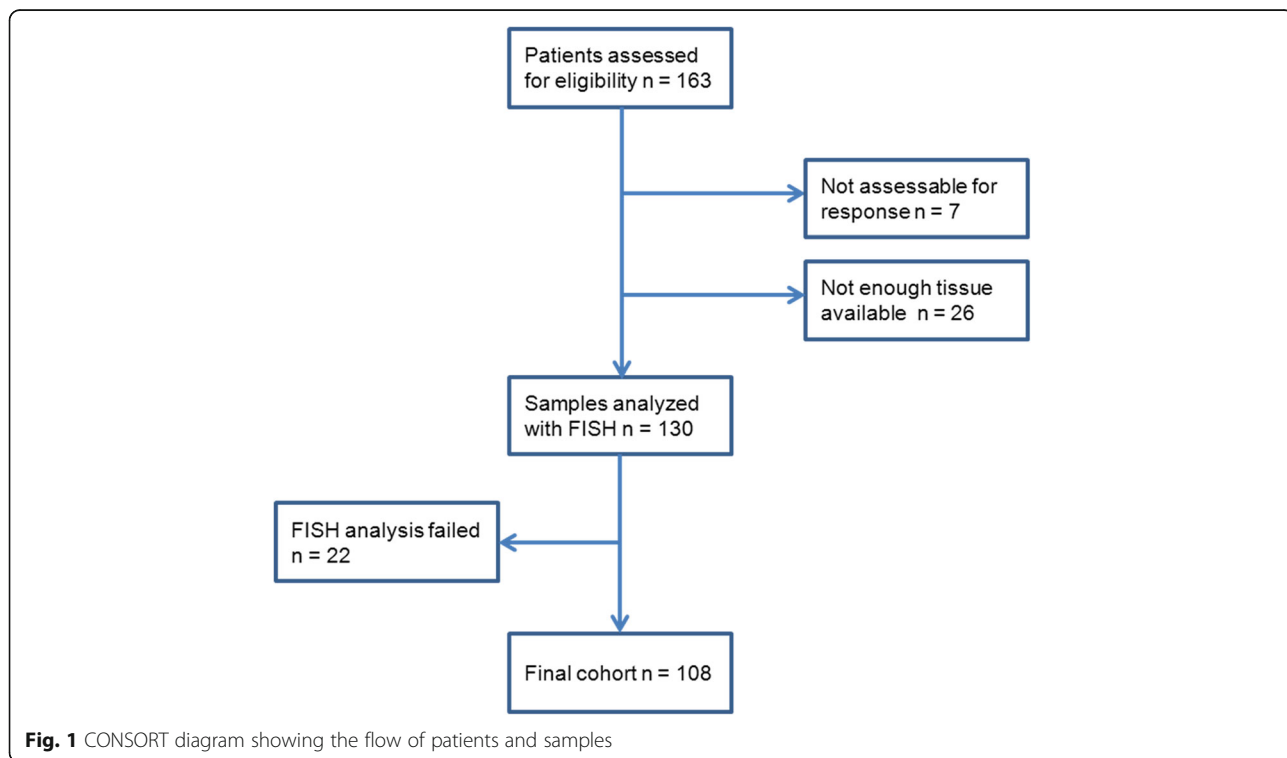 Patients assessed
for eligibility n = 163
Not assessable for
response n = 7
Not enough tissue
available n = 26
Samples analyzed
with FISH n = 130
FISH analysis failed
n = 22
Final cohort n = 108
Fig. 1 CONSORT diagram showing the flow of patients and samples